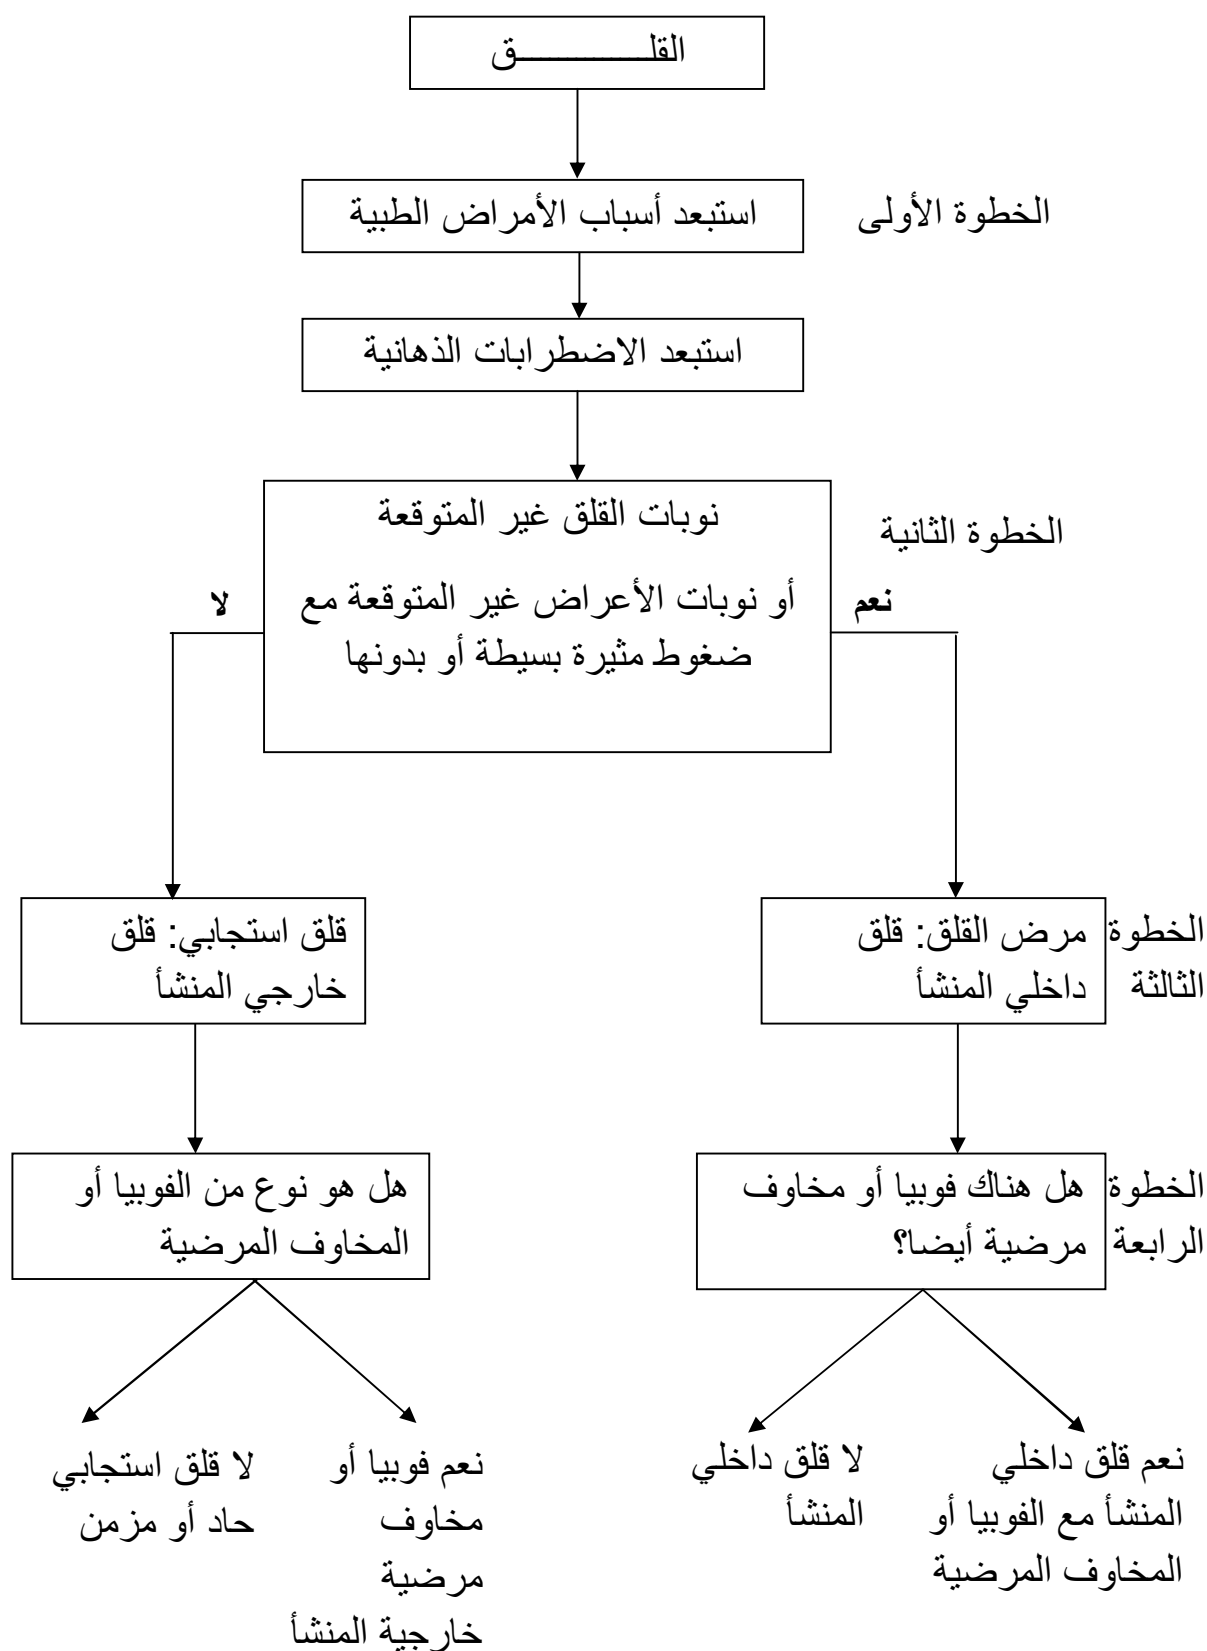 القلــــــــــــق
استبعد أسباب الأمراض الطبية
الخطوة الأولى
استبعد الاضطرابات الذهانية
نوبات القلق غير المتوقعة
الخطوة الثانية
أو نوبات الأعراض غير المتوقعة مع
ضغوط مثيرة بسيطة أو بدونها
نعم
لا
الخطوة
الثالثة
مرض القلق: قلق
داخلي المنشأ
قلق استجابي: قلق
خارجي المنشأ
الخطوة
الرابعة
هل هناك فوبيا أو مخاوف
مرضية أيضا؟
هل هو نوع من الفوبيا أو
المخاوف المرضية
نعم قلق داخلي
المنشأ مع الفوبيا أو
المخاوف المرضية
لا قلق داخلي
المنشأ
نعم فوبيا أو
مخاوف
مرضية
خارجية المنشأ
لا قلق استجابي
حاد أو مزمن